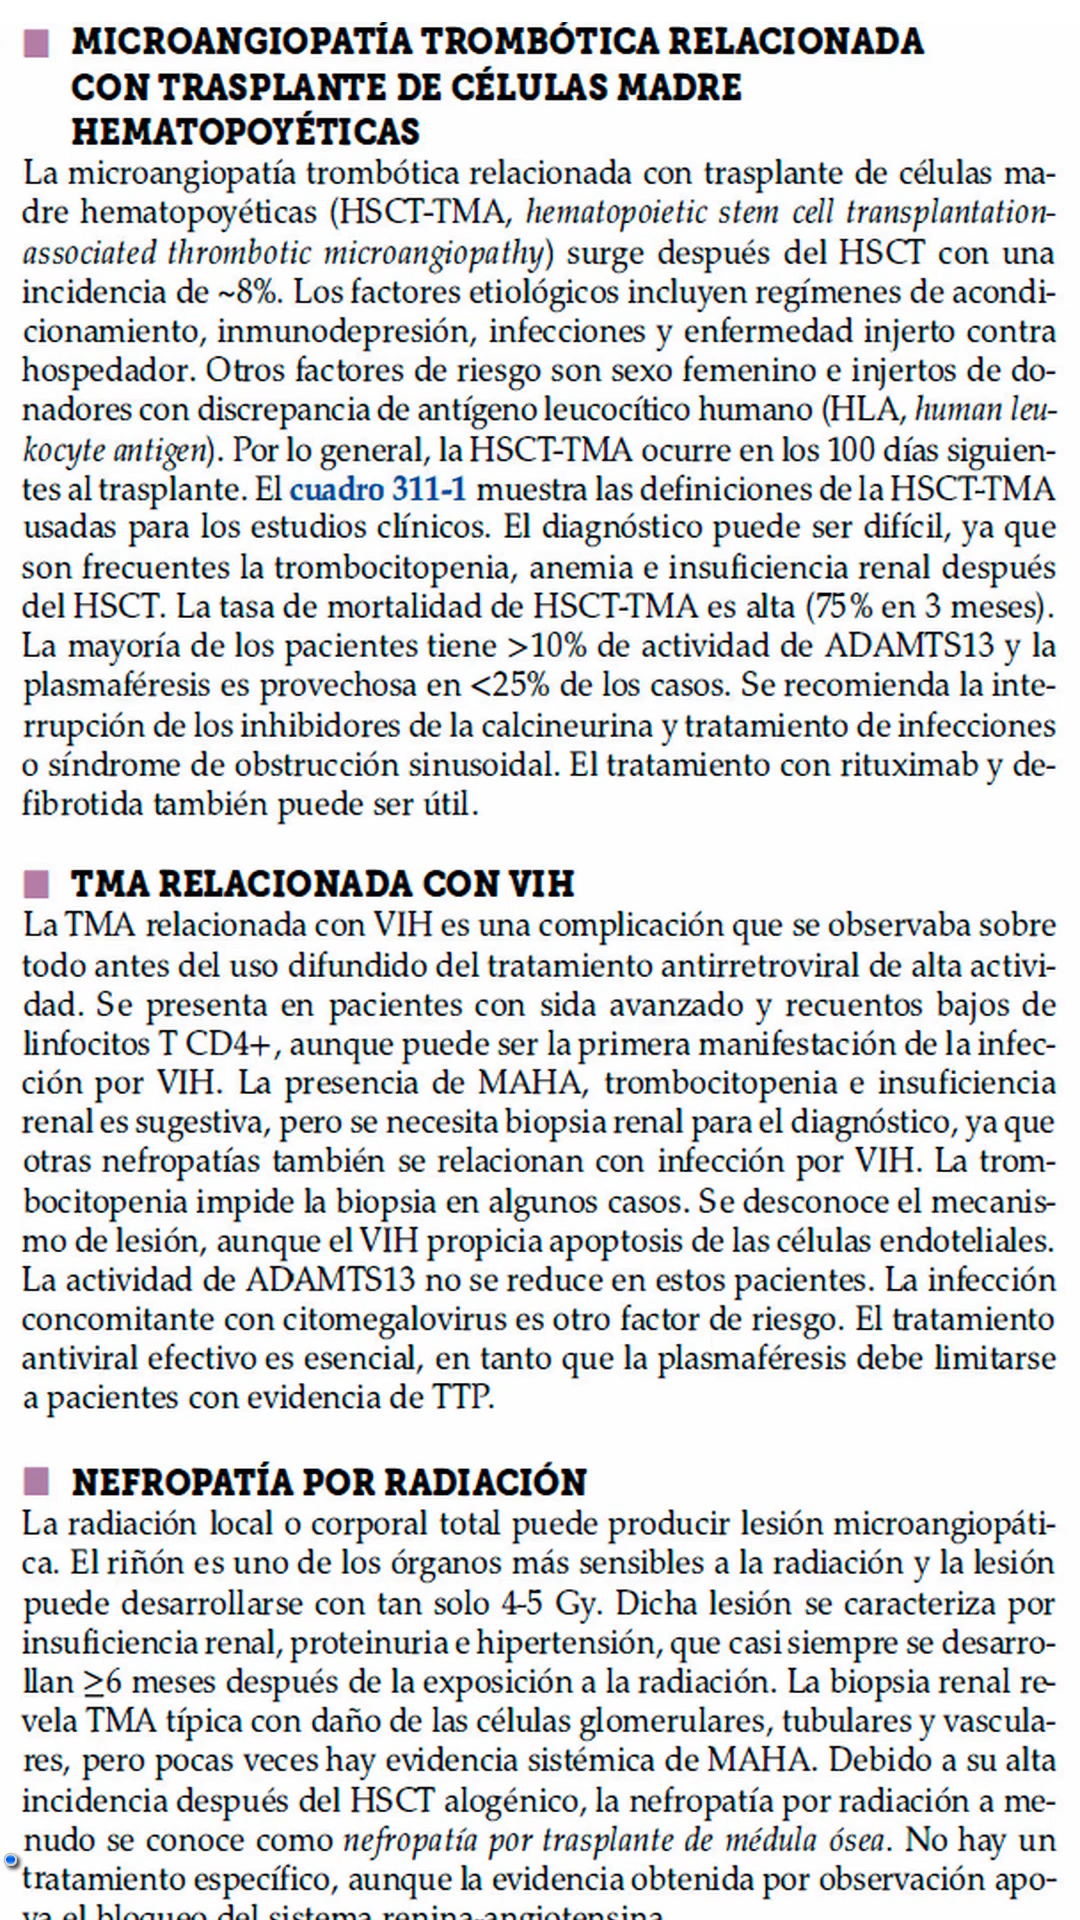 MICROANGIOPATÍA TROMBÓTICA RELACIONADA
CON TRASPLANTE DE CÉLULAS MADRE
HEMATOPOYÉTICAS
La microangiopatía trombótica relacionada con trasplante de células ma-
dre hematopoyéticas (HSCT-TMA, hematopoietic stem cell transplantation-
associated thrombotic microangiopathy) surge después del HSCT con una
incidencia de ~8%. Los factores etiológicos incluyen regímenes de acondi-
cionamiento, inmunodepresión, infecciones y enfermedad injerto contra
hospedador. Otros factores de riesgo son sexo femenino e injertos de do-
nadores con discrepancia de antígeno leucocítico humano (HLA, human leu-
kocyte antigen). Por lo general, la HSCT-TMA ocurre en los 100 días siguien-
tes al trasplante. El cuadro 311-1 muestra las definiciones de la HSCT-TMA
usadas para los estudios clínicos. El diagnóstico puede ser difícil, ya que
son frecuentes la trombocitopenia, anemia e insuficiencia renal después
del HSCT. La tasa de mortalidad de HSCT-TMA es alta (75% en 3 meses).
La mayoría de los pacientes tiene >10% de actividad de ADAMTS13 y la
plasmaféresis es provechosa en <25% de los casos. Se recomienda la inte-
rrupción de los inhibidores de la calcineurina y tratamiento de infecciones
o síndrome de obstrucción sinusoidal. El tratamiento con rituximab y de-
fibrotida también puede ser útil.
TMA RELACIONADA CON VIH
La TMA relacionada con VIH es una complicación que se observaba sobre
todo antes del uso difundido del tratamiento antirretroviral de alta activi-
dad. Se presenta en pacientes con sida avanzado y recuentos bajos de
linfocitos T CD4+, aunque puede ser la primera manifestación de la infec-
ción por VIH. La presencia de MAHA, trombocitopenia e insuficiencia
renal es sugestiva, pero se necesita biopsia renal para el diagnóstico, ya que
otras nefropatías también se relacionan con infección por VIH. La trom-
bocitopenia impide la biopsia en algunos casos. Se desconoce el mecanis-
mo de lesión, aunque el VIH propicia apoptosis de las células endoteliales.
La actividad de ADAMTS13 no se reduce en estos pacientes. La infección
concomitante con citomegalovirus es otro factor de riesgo. El tratamiento
antiviral efectivo es esencial, en tanto que la plasmaféresis debe limitarse
a pacientes con evidencia de TTP.
NEFROPATÍA POR RADIACIÓN
La radiación local o corporal total puede producir lesión microangiopáti-
ca. El riñón es uno de los órganos más sensibles a la radiación y la lesión
puede desarrollarse con tan solo 4-5 Gy. Dicha lesión se caracteriza por
insuficiencia renal, proteinuria e hipertensión, que casi siempre se desarro-
llan ≥6 meses después de la exposición a la radiación. La biopsia renal re-
vela TMA típica con daño de las células glomerulares, tubulares y vascula-
res, pero pocas veces hay evidencia sistémica de MAHA. Debido a su alta
incidencia después del HSCT alogénico, la nefropatía por radiación a me-
nudo se conoce como nefropatía por trasplante de médula ósea. No hay un
tratamiento específico, aunque la evidencia obtenida por observación apo-
ya el bloqueo del sistema renina-angiotensina.